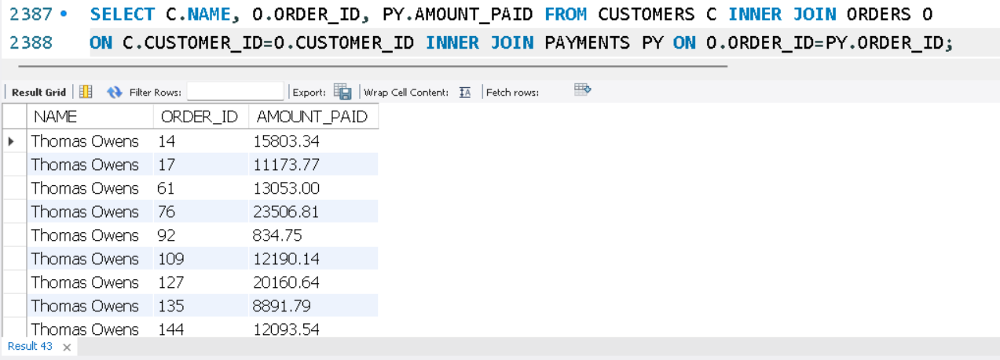 2387 SELECT C.NAME, O.ORDER_ID, PY.AMOUNT_PAID FROM CUSTOMERS C INNER JOIN ORDERS O
2388 ON C.CUSTOMER_ID=O.CUSTOMER_ID INNER JOIN PAYMENTS PY ON O.ORDER_ID=PY.ORDER_ID;
Result Grid Filter Rows: Export: Wrap Cell Content: IA Fetch rows:
NAME ORDER_ID AMOUNT_PAID
Thomas Owens 14 15803.34
Thomas Owens 17 11173.77
Thomas Owens 61 13053.00
Thomas Owens 76 23506.81
Thomas Owens 92 834.75
Thomas Owens 109 12190.14
Thomas Owens 127 20160.64
Thomas Owens 135 8891.79
Thomas Owens 144 12093.54
Result 43